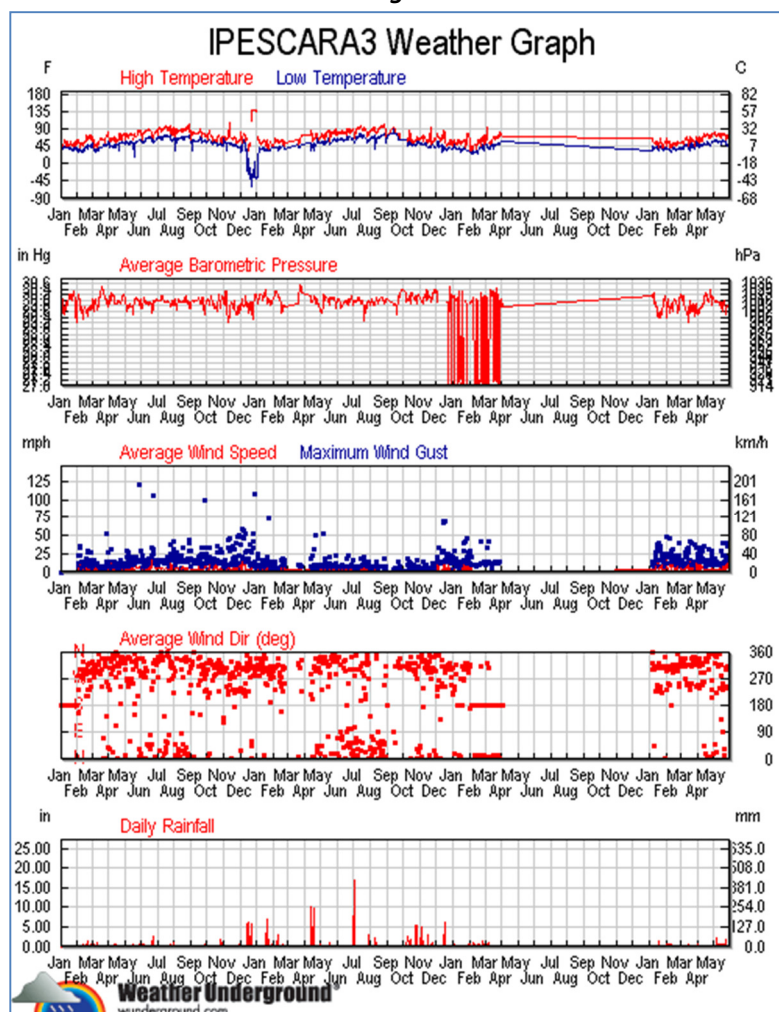 IPESCARA3 Weather Graph
F High Temperature Low Temperature C
180 82
135 57
90 32
45 7
0 -18
-45 -43
-90 -68
Jan Mar May Jul Sep Nov Jan Mar May Jul Sep Nov Jan Mar May Jul Sep Nov Jan Mar May
Feb Apr Jun Aug Oct Dec Feb Apr Jun Aug Oct Dec Feb Apr Jun Aug Oct Dec Feb Apr
in Hg Average Barometric Pressure hPa
914
Jan Mar May Jul Sep Nov Jan Mar May Jul Sep Nov Jan Mar May Jul Sep Nov Jan Mar May
Feb Apr Jun Aug Oct Dec Feb Apr Jun Aug Oct Dec Feb Apr Jun Aug Oct Dec Feb Apr
mph Average Wind Speed Maximum Wind Gust km/h
125 201
100 161
75 121
50 80
25 40
0 0
Jan Mar May Jul Sep Nov Jan Mar May Jul Sep Nov Jan Mar May Jul Sep Nov Jan Mar May
Feb Apr Jun Aug Oct Dec Feb Apr Jun Aug Oct Dec Feb Apr Jun Aug Oct Dec Feb Apr
Average Wind Dir (deg)
N 360
270
S 180
E 90
N 0
Jan Mar May Jul Sep Nov Jan Mar May Jul Sep Nov Jan Mar May Jul Sep Nov Jan Mar May
Feb Apr Jun Aug Oct Dec Feb Apr Jun Aug Oct Dec Feb Apr Jun Aug Oct Dec Feb Apr
in Daily Rainfall mm
25.00 635.0
20.00 508.0
15.00 381.0
10.00 254.0
5.00 127.0
0.00 0.0
Jan Mar May Jul Sep Nov Jan Mar May Jul Sep Nov Jan Mar May Jul Sep Nov Jan Mar May
Feb Apr Jun Aug Oct Dec Feb Apr Jun Aug Oct Dec Feb Apr Jun Aug Oct Dec Feb Apr
Weather Underground®
wunderground.com